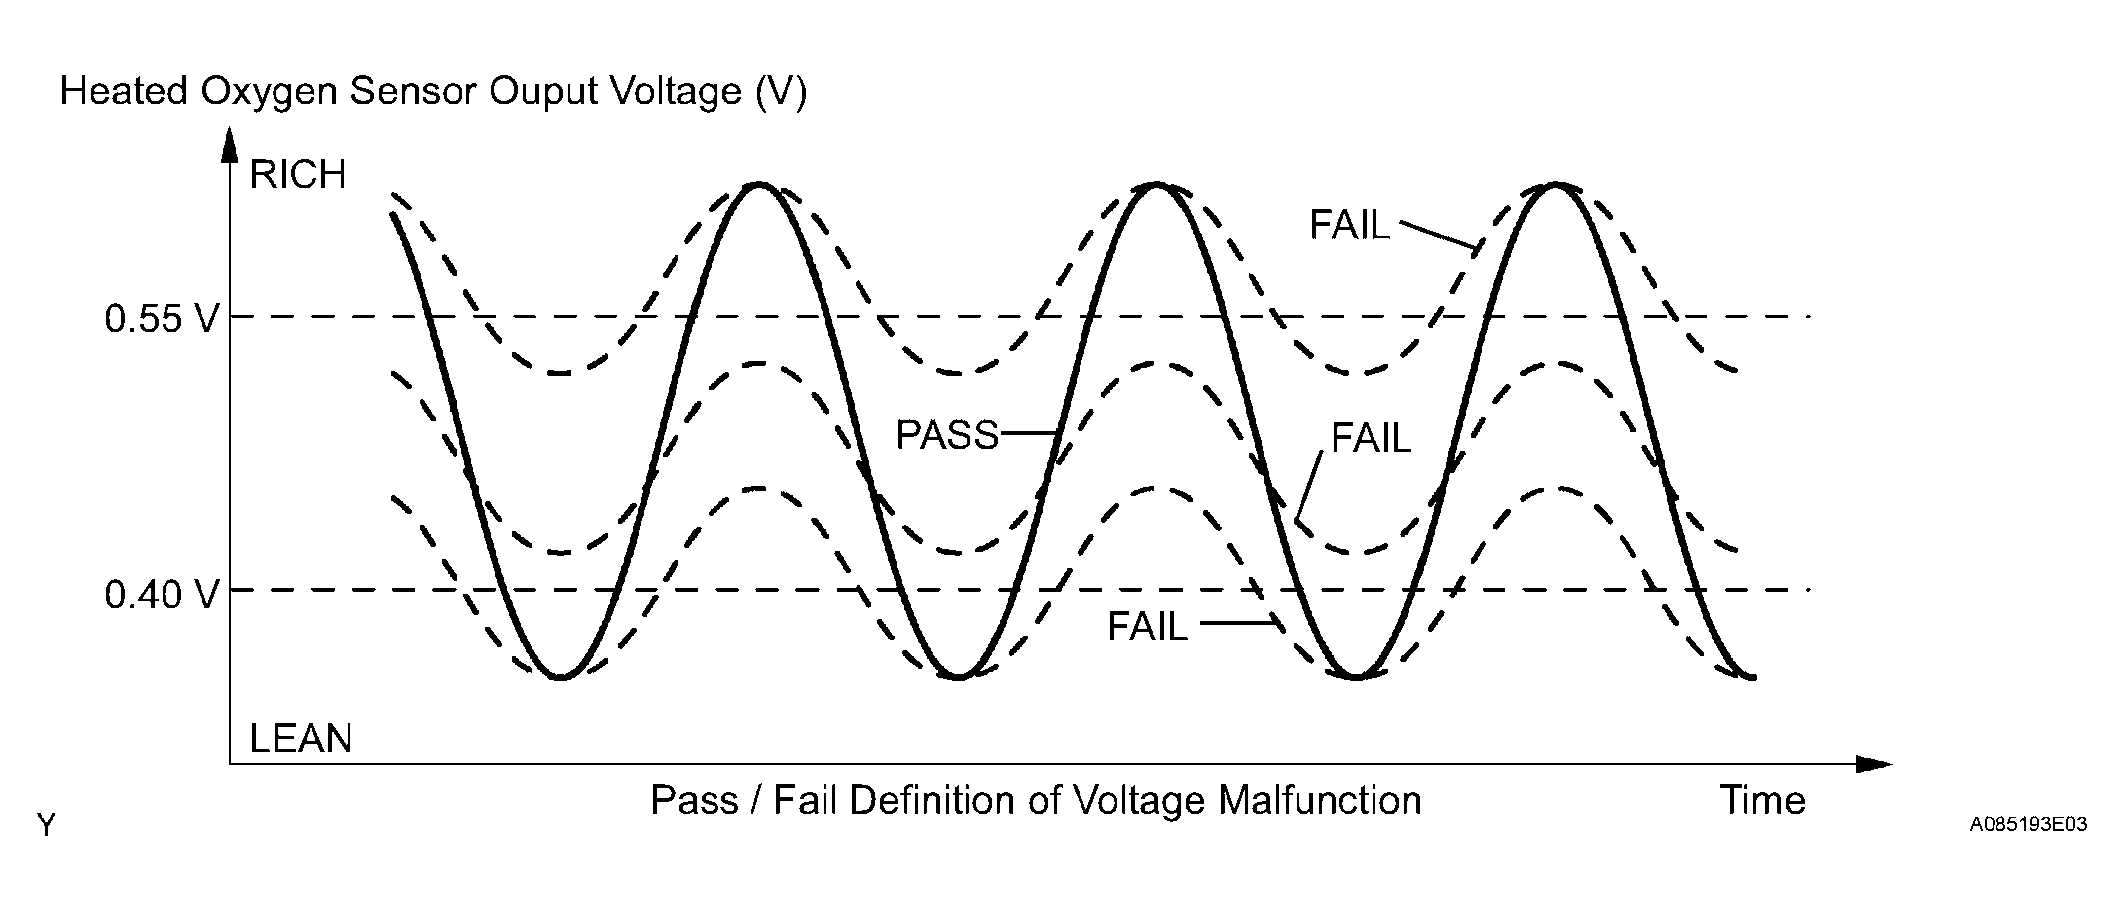 Heated Oxygen Sensor Ouput Voltage (V)
RICH
FAIL
0.55 V
PASS
FAIL
0.40 V
FAIL
LEAN
Pass / Fail Definition of Voltage Malfunction
Time
Y
A085193E03